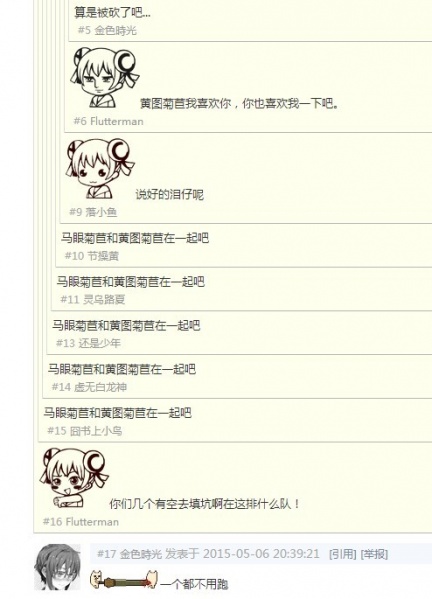 算是被砍了吧...
#5 金色時光
黄图菊苣我喜欢你，你也喜欢我一下吧。
#6 Flutterman
说好的泪仔呢
#9 落小鱼
马眼菊苣和黄图菊苣在一起吧
#10 节操黄
马眼菊苣和黄图菊苣在一起吧
#11 灵乌路夏
马眼菊苣和黄图菊苣在一起吧
#13 还是少年
马眼菊苣和黄图菊苣在一起吧
#14 虚无白龙神
马眼菊苣和黄图菊苣在一起吧
#15 囧书上小鸟
你们几个有空去填坑啊在这排什么队！
#16 Flutterman
#17 金色時光 发表于 2015-05-06 20:39:21 [引用] [举报]
一个都不用跑